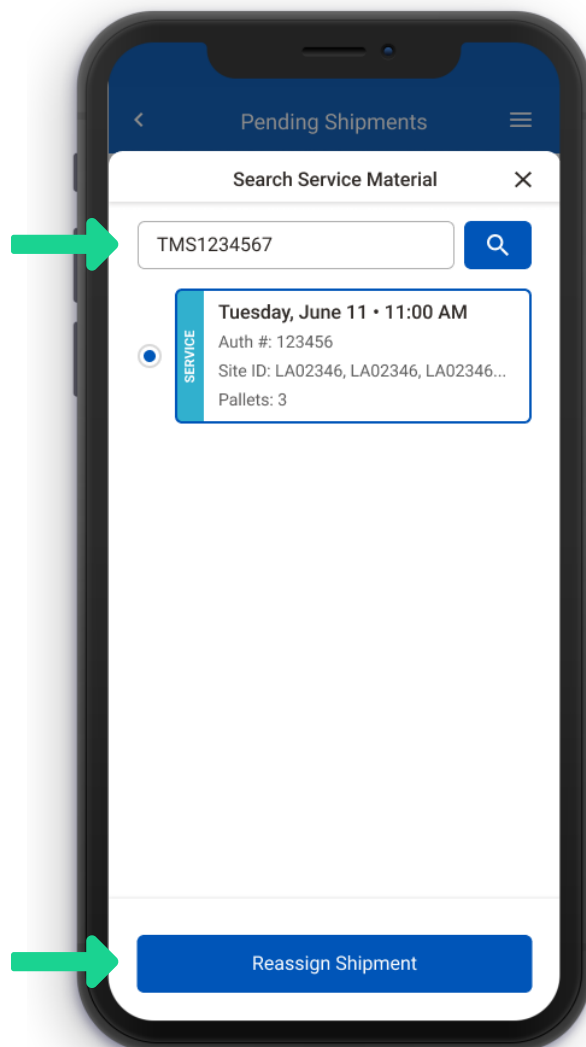 Pending Shipments
Search Service Material
TMS1234567
SERVICE
Tuesday, June 11 • 11:00 AM
Auth #: 123456
Site ID: LA02346, LA02346, LA02346...
Pallets: 3
Reassign Shipment